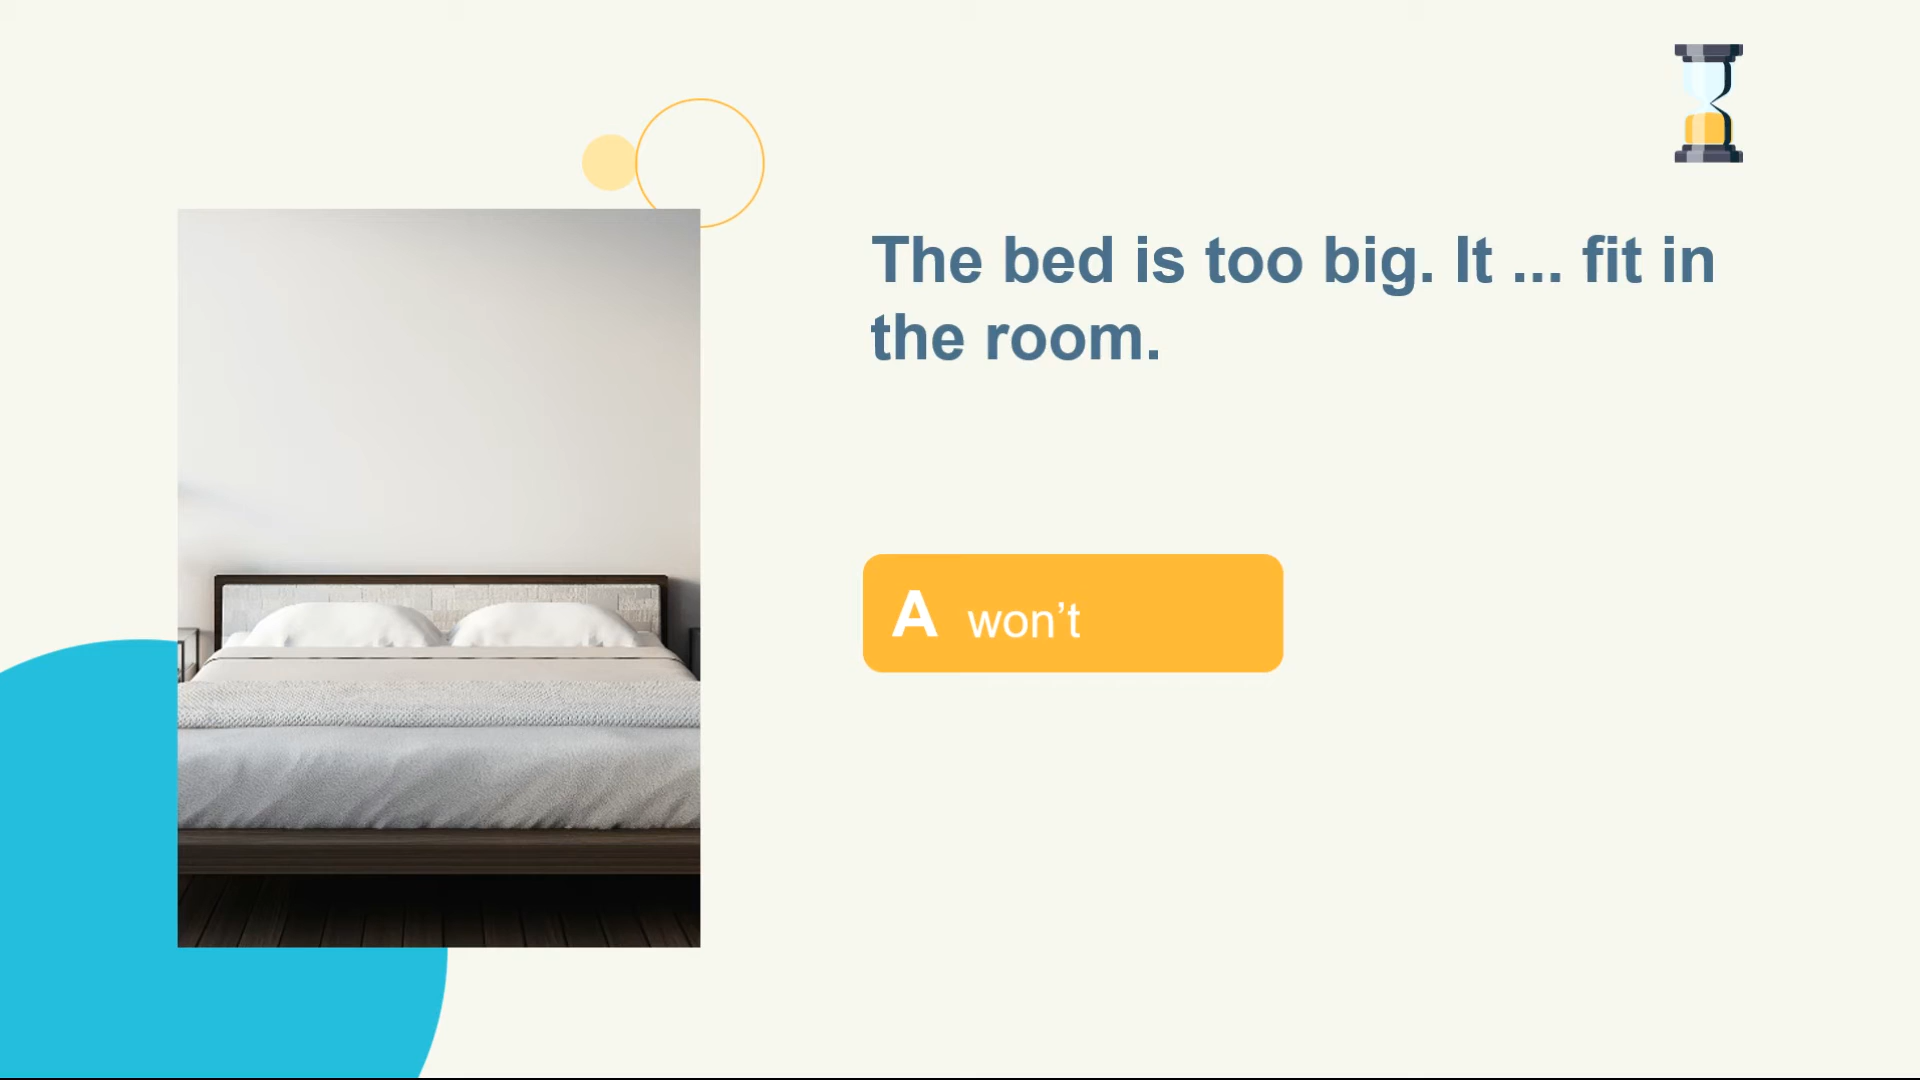 The bed is too big. It ... fit in
the room.
A won’t